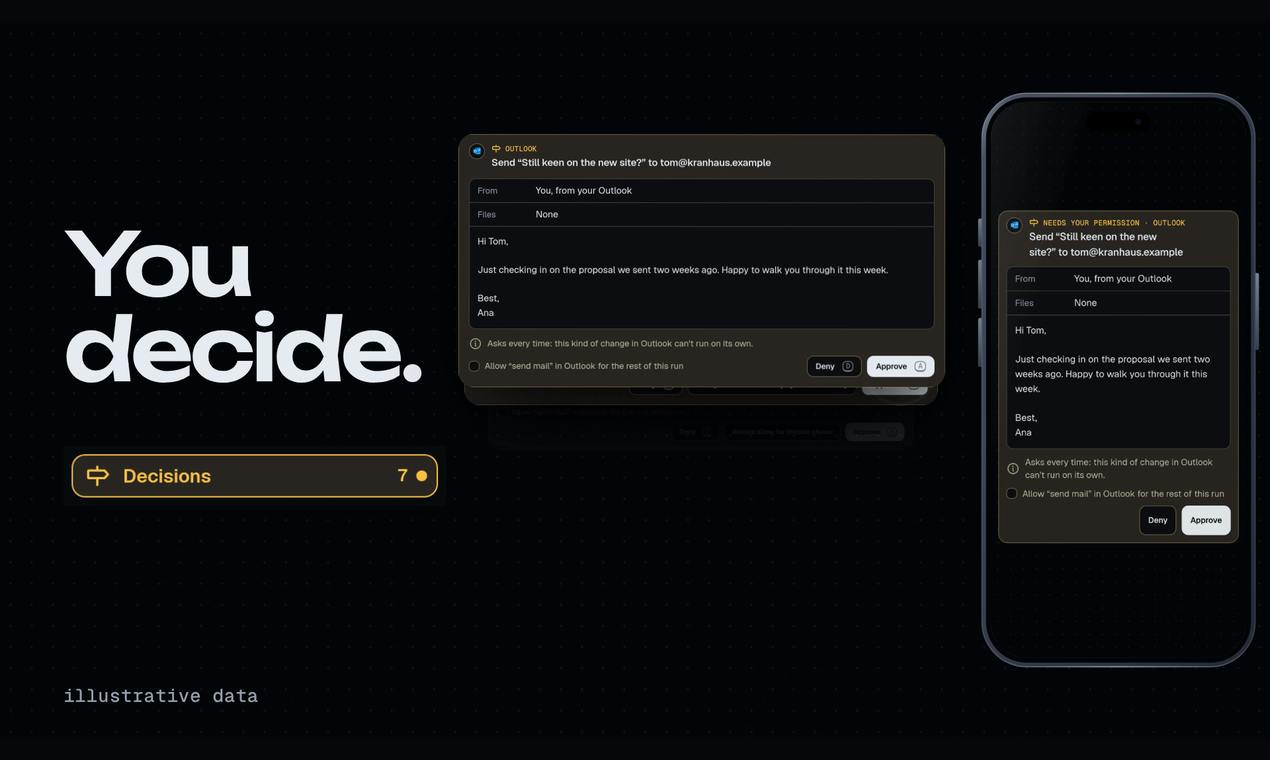 You
decide.
Decisions 7
illustrative data
OUTLOOK
Send “Still keen on the new site?” to tom@kranhaus.example
From You, from your Outlook
Files None
Hi Tom,
Just checking in on the proposal we sent two weeks ago. Happy to walk you through it this week.
Best,
Ana
Asks every time: this kind of change in Outlook can't run on its own.
Allow “send mail” in Outlook for the rest of this run
Deny D Approve A
NEEDS YOUR PERMISSION · OUTLOOK
Send “Still keen on the new
site?” to tom@kranhaus.example
From You, from your Outlook
Files None
Hi Tom,
Just checking in on the proposal we sent two
weeks ago. Happy to walk you through it this
week.
Best,
Ana
Asks every time: this kind of change in Outlook
can't run on its own.
Allow “send mail” in Outlook for the rest of this run
Deny Approve